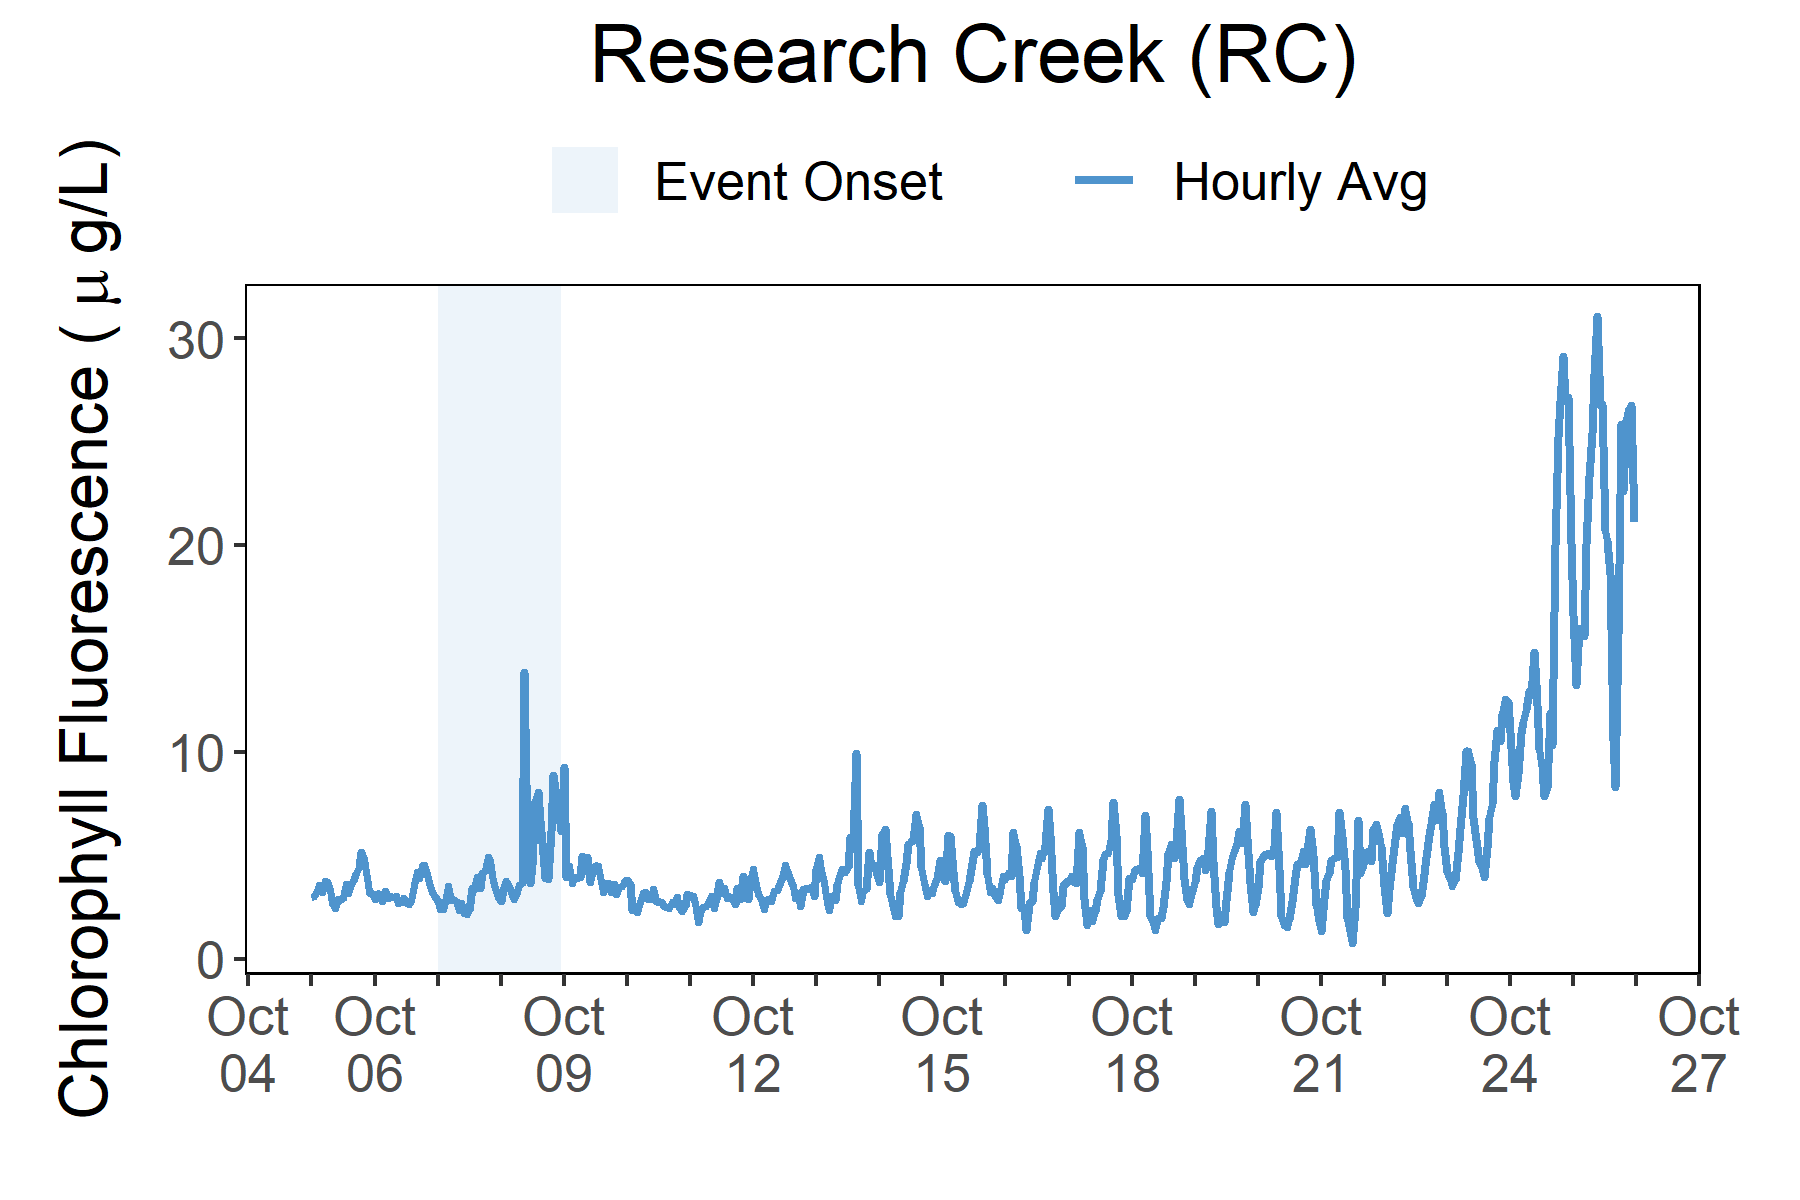 Research Creek (RC)
Event Onset
Hourly Avg
Chlorophyll Fluorescence ( μ g/L)
30
20
10
0
Oct 04
Oct 06
Oct 09
Oct 12
Oct 15
Oct 18
Oct 21
Oct 24
Oct 27